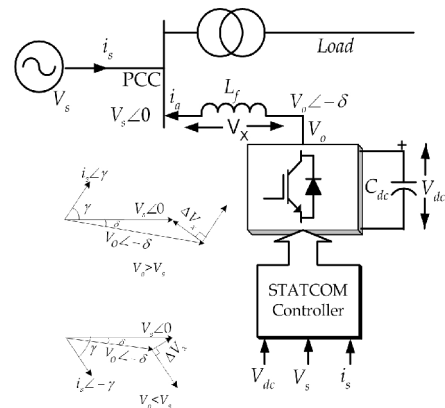 i_s
PCC
V_s
Load
V_s∠0
i_q
L_f
V_o∠-δ
V_X
V_o
+
C_dc
V_dc
i_s∠γ
γ
V_s∠0
δ
V_o∠-δ
ΔV_x
V_o>V_s
STATCOM
Controller
V_s∠0
γ
δ
V_o∠-δ
ΔV_x
i_s∠-γ
V_o<V_s
V_dc
V_s
i_s